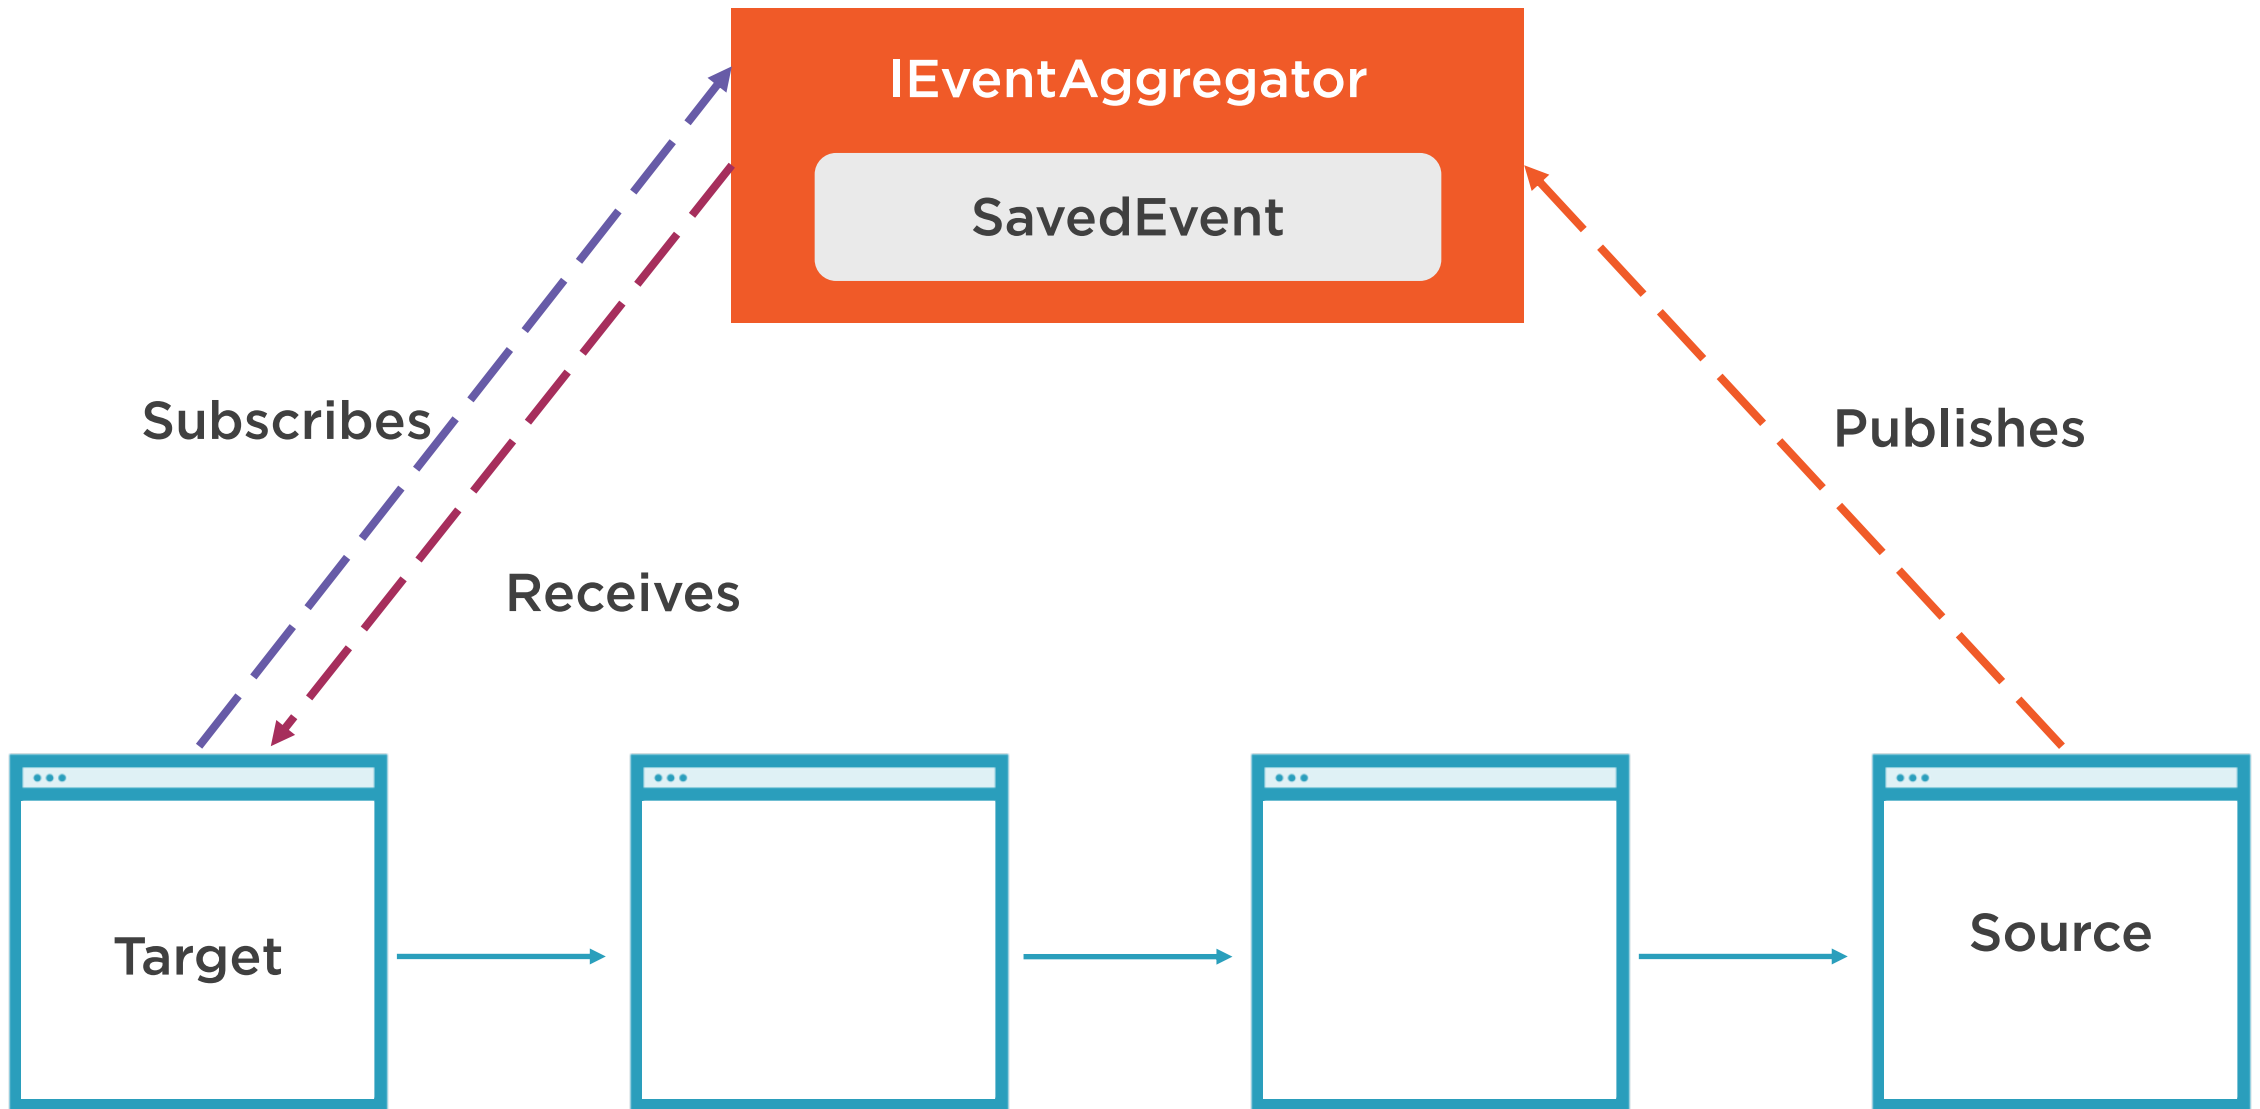 IEventAggregator
SavedEvent
Subscribes
Publishes
Receives
Target
Source